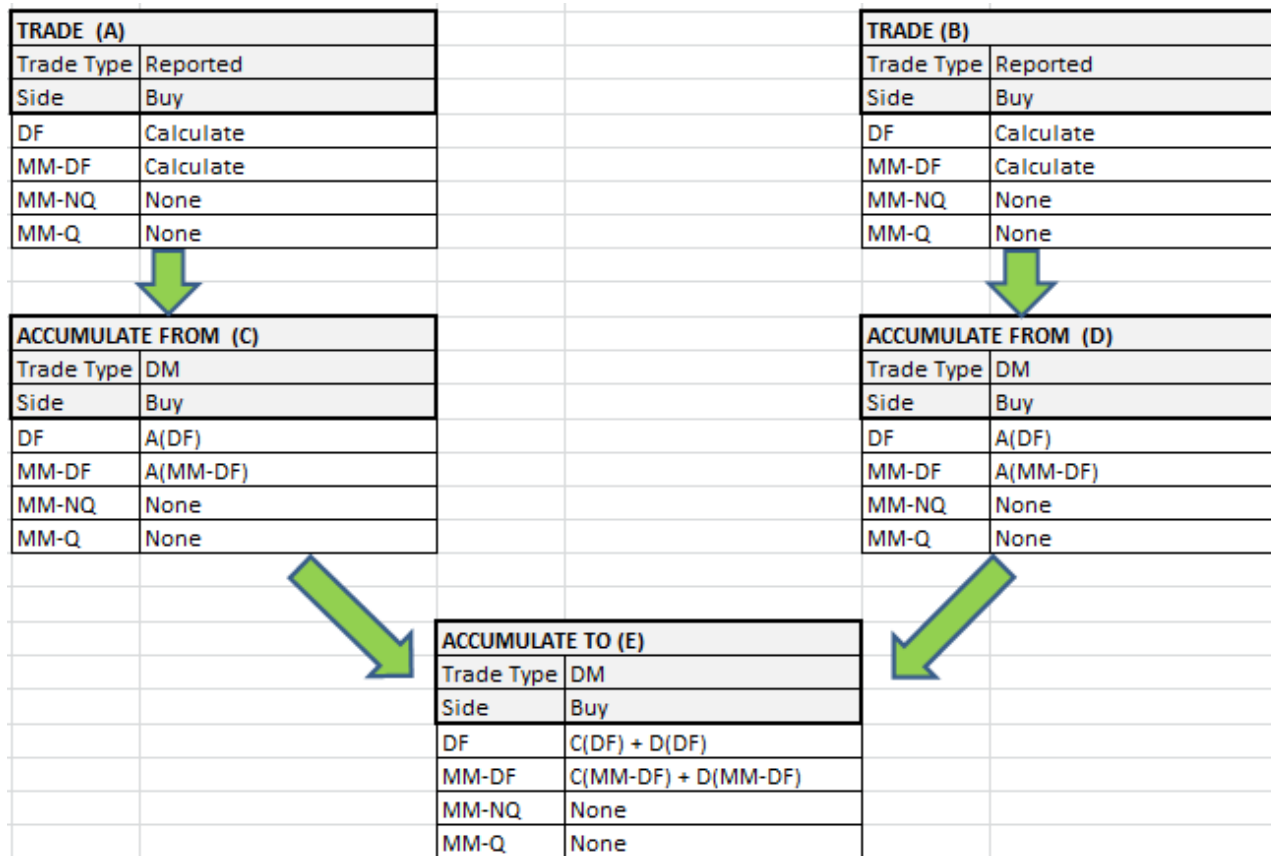 TRADE (A)
Trade Type Reported
Side Buy
DF Calculate
MM-DF Calculate
MM-NQ None
MM-Q None
TRADE (B)
Trade Type Reported
Side Buy
DF Calculate
MM-DF Calculate
MM-NQ None
MM-Q None
ACCUMULATE FROM (C)
Trade Type DM
Side Buy
DF A(DF)
MM-DF A(MM-DF)
MM-NQ None
MM-Q None
ACCUMULATE FROM (D)
Trade Type DM
Side Buy
DF A(DF)
MM-DF A(MM-DF)
MM-NQ None
MM-Q None
ACCUMULATE TO (E)
Trade Type DM
Side Buy
DF C(DF) + D(DF)
MM-DF C(MM-DF) + D(MM-DF)
MM-NQ None
MM-Q None